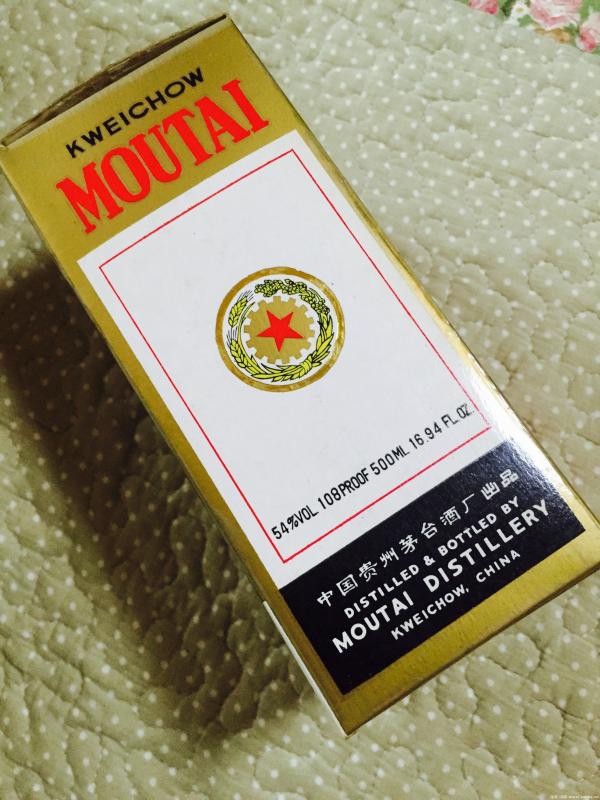 KWEICHOW
MOUTAI
54%VOL 108PROOF 500ML 16.94 FL.OZ.
中国贵州茅台酒厂出品
DISTILLED & BOTTLED BY
MOUTAI DISTILLERY
KWEICHOW, CHINA